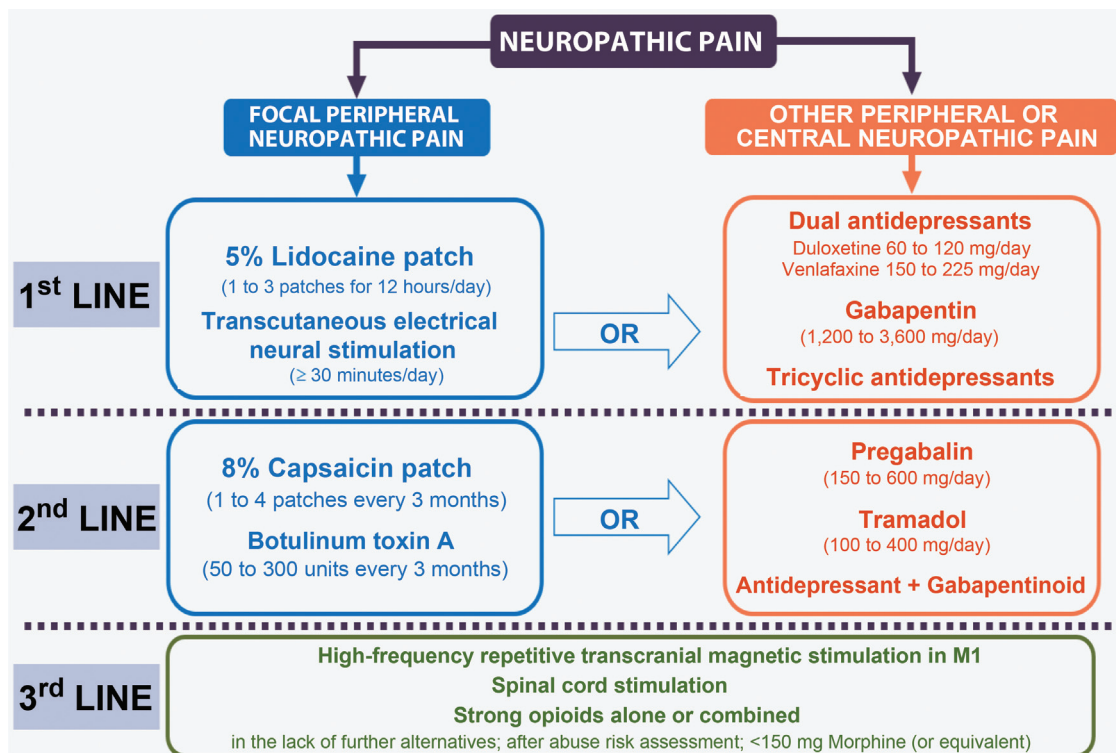 NEUROPATHIC PAIN
FOCAL PERIPHERAL
NEUROPATHIC PAIN
OTHER PERIPHERAL OR
CENTRAL NEUROPATHIC PAIN
1st LINE
5% Lidocaine patch
(1 to 3 patches for 12 hours/day)
Transcutaneous electrical
neural stimulation
(≥ 30 minutes/day)
OR
Dual antidepressants
Duloxetine 60 to 120 mg/day
Venlafaxine 150 to 225 mg/day
Gabapentin
(1,200 to 3,600 mg/day)
Tricyclic antidepressants
2nd LINE
8% Capsaicin patch
(1 to 4 patches every 3 months)
Botulinum toxin A
(50 to 300 units every 3 months)
OR
Pregabalin
(150 to 600 mg/day)
Tramadol
(100 to 400 mg/day)
Antidepressant + Gabapentinoid
3rd LINE
High-frequency repetitive transcranial magnetic stimulation in M1
Spinal cord stimulation
Strong opioids alone or combined
in the lack of further alternatives; after abuse risk assessment; <150 mg Morphine (or equivalent)